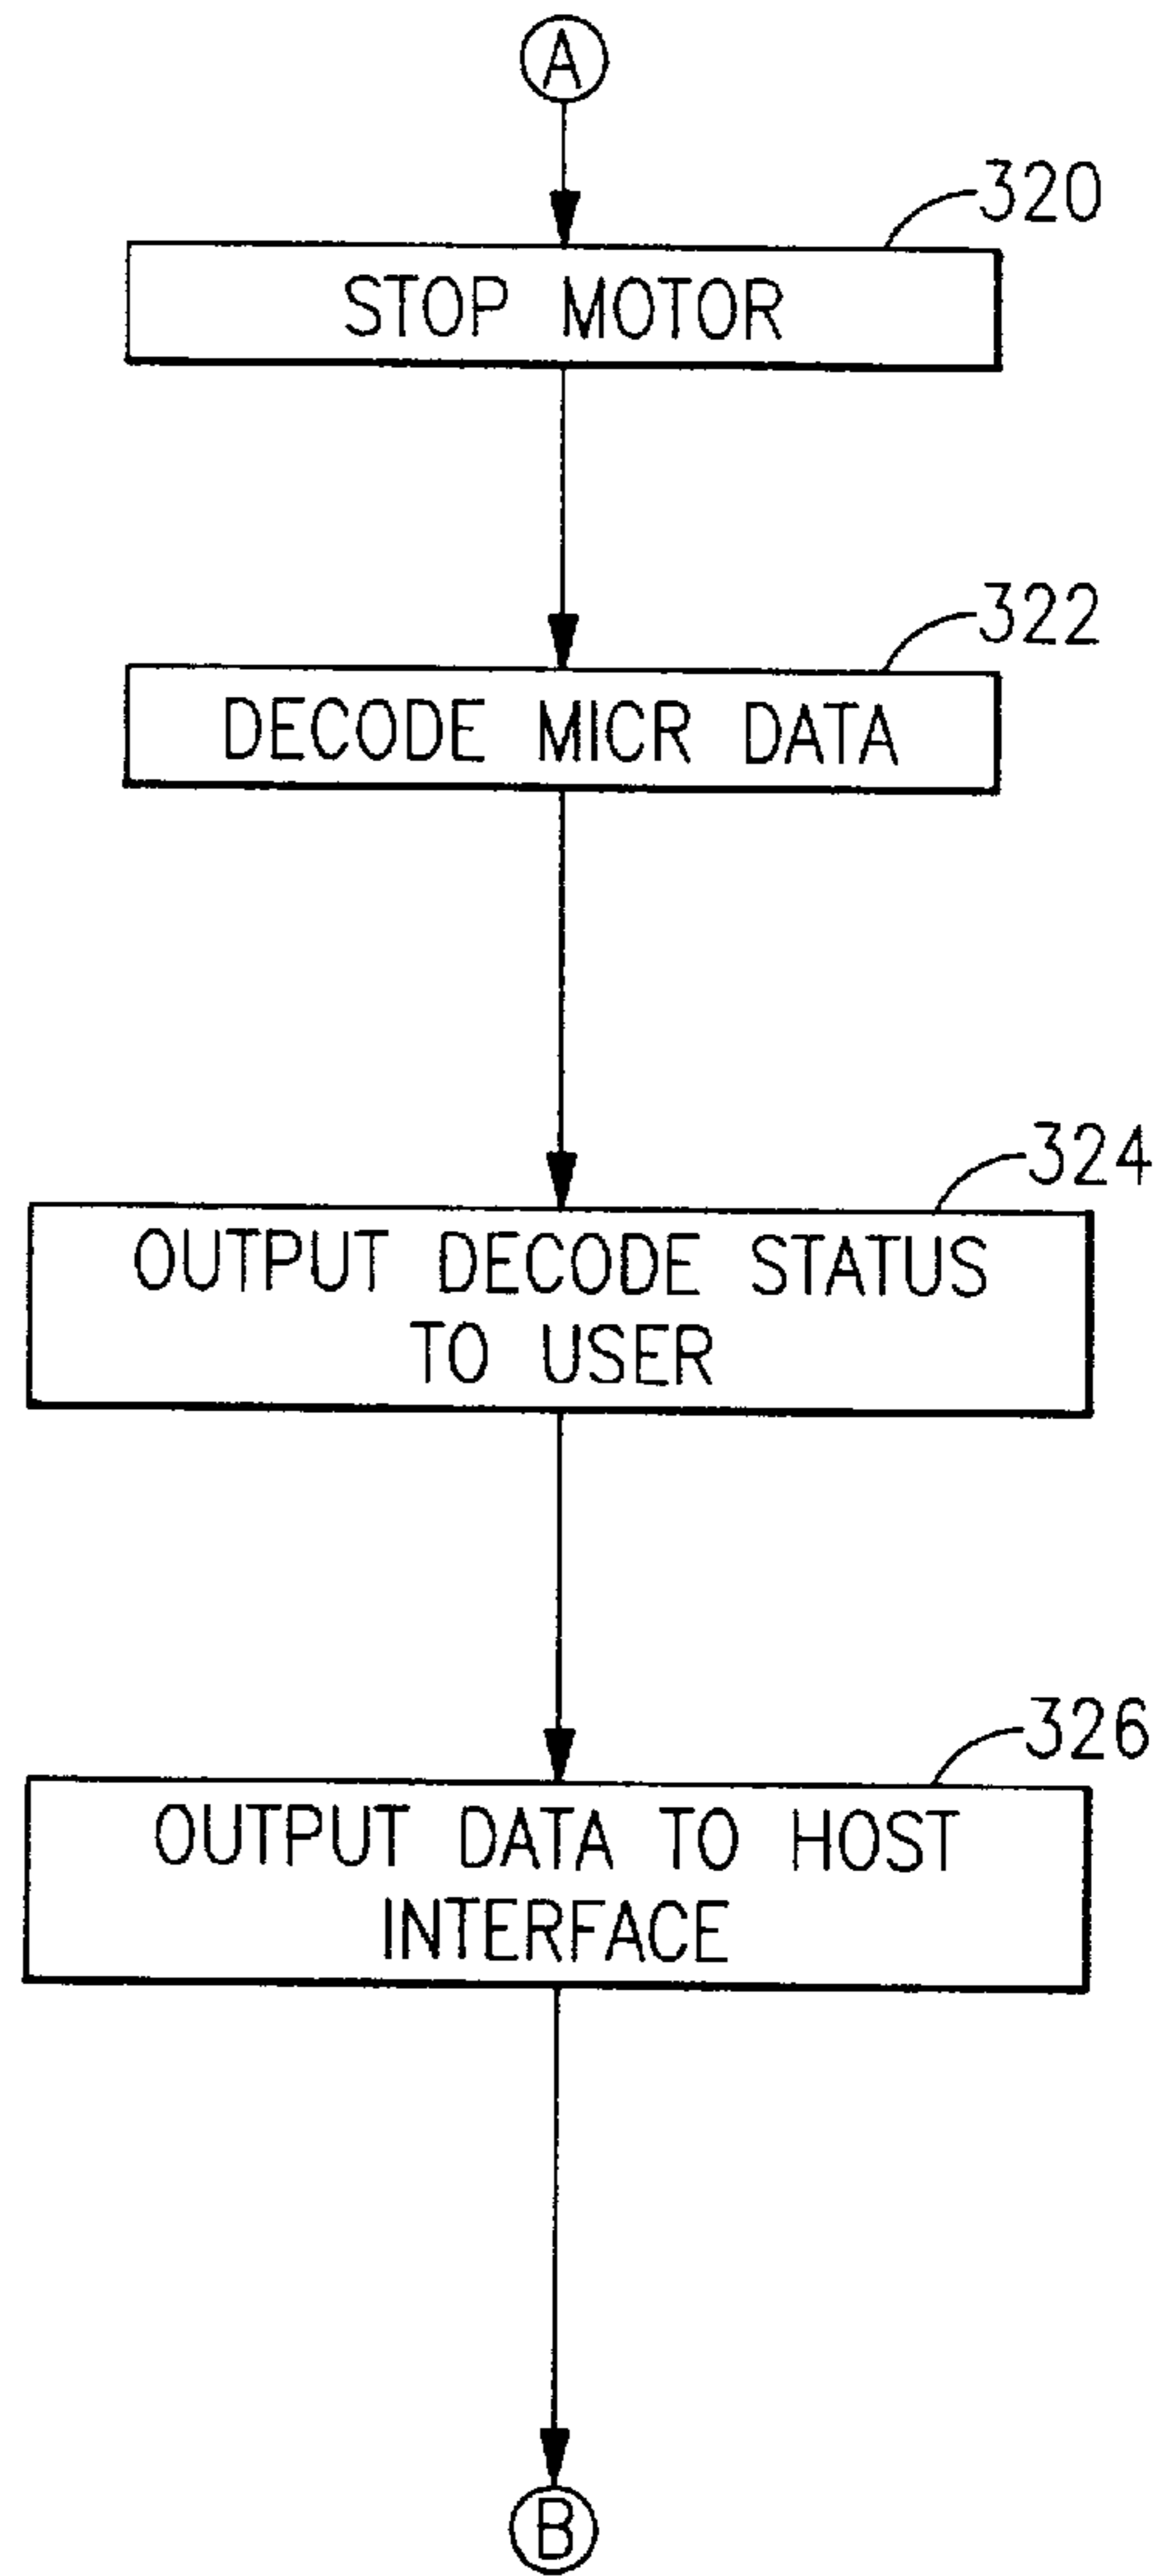 A
320
STOP MOTOR
322
DECODE MICR DATA
324
OUTPUT DECODE STATUS
TO USER
326
OUTPUT DATA TO HOST
INTERFACE
B